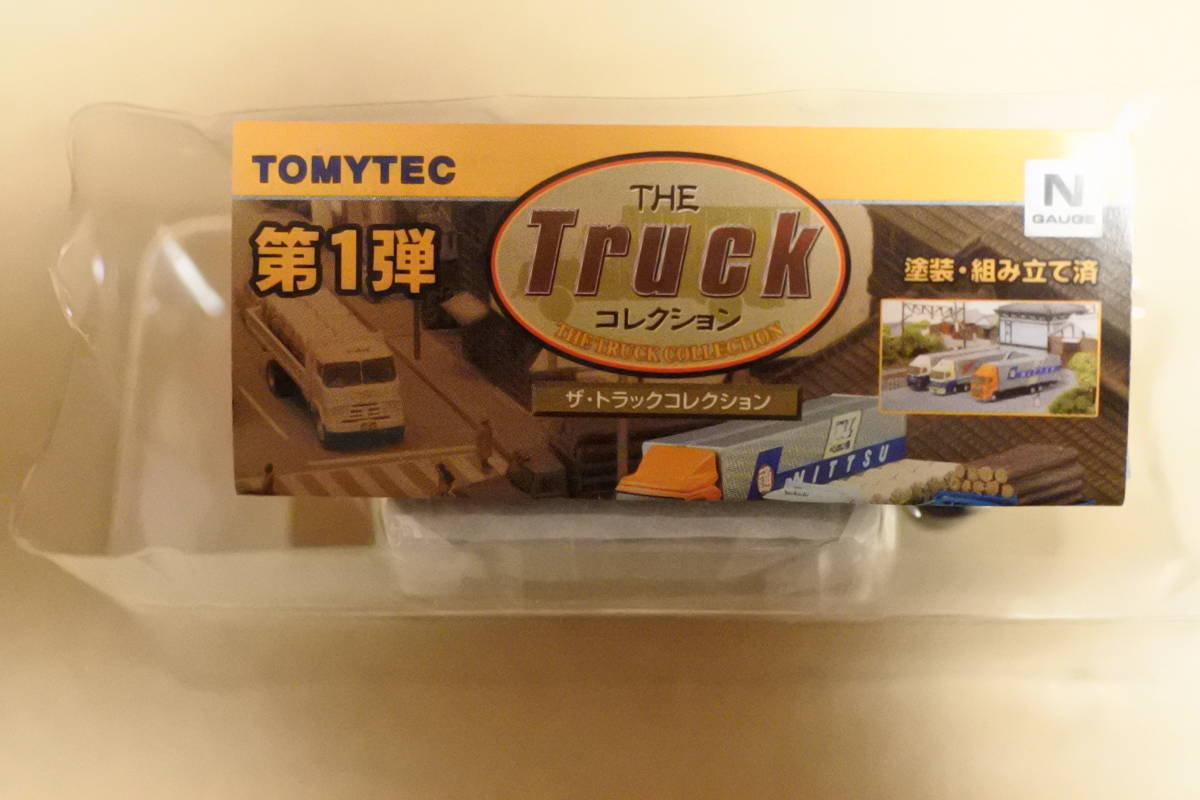 TOMYTEC
第1弾
THE
Truck
コレクション
THE TRUCK COLLECTION
ザ・トラックコレクション
N
GAUGE
塗装・組み立て済
NITTSU